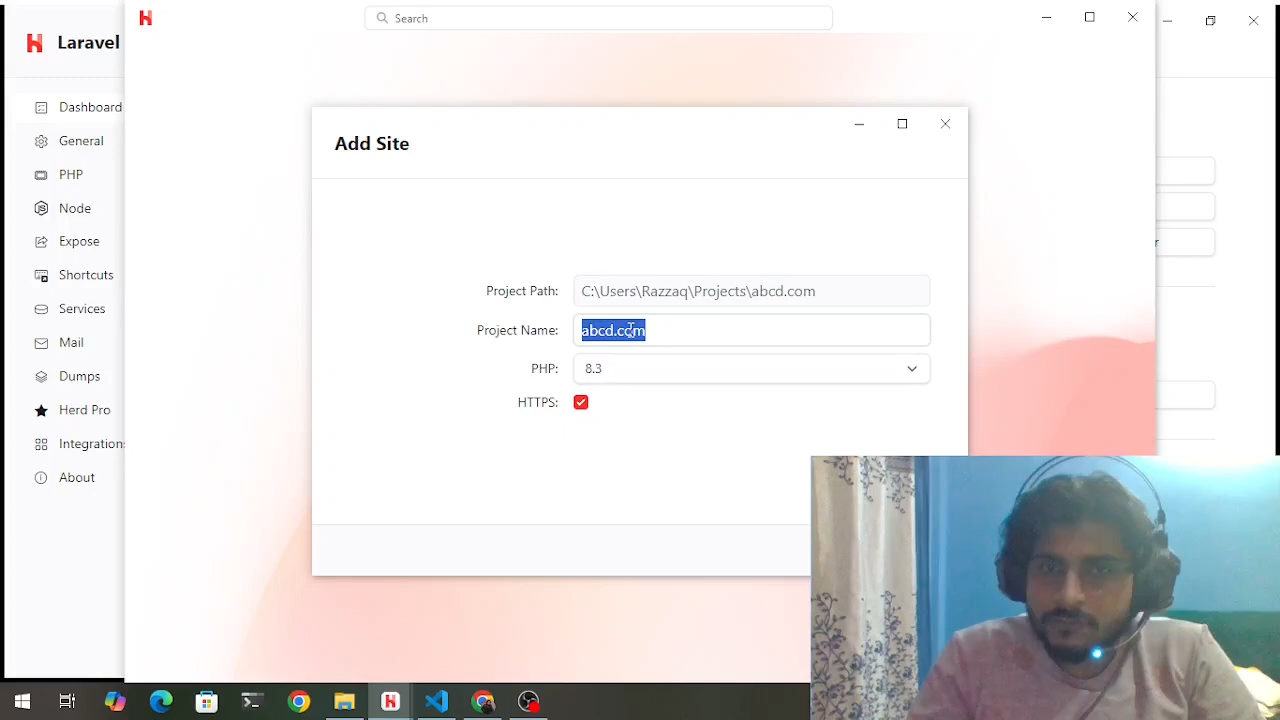 Search
Laravel
Dashboard
General
PHP
Node
Expose
Shortcuts
Services
Mail
Dumps
Herd Pro
Integrations
About
Add Site
Project Path: C:\Users\Razzaq\Projects\abcd.com
Project Name: abcd.com
PHP: 8.3
HTTPS: